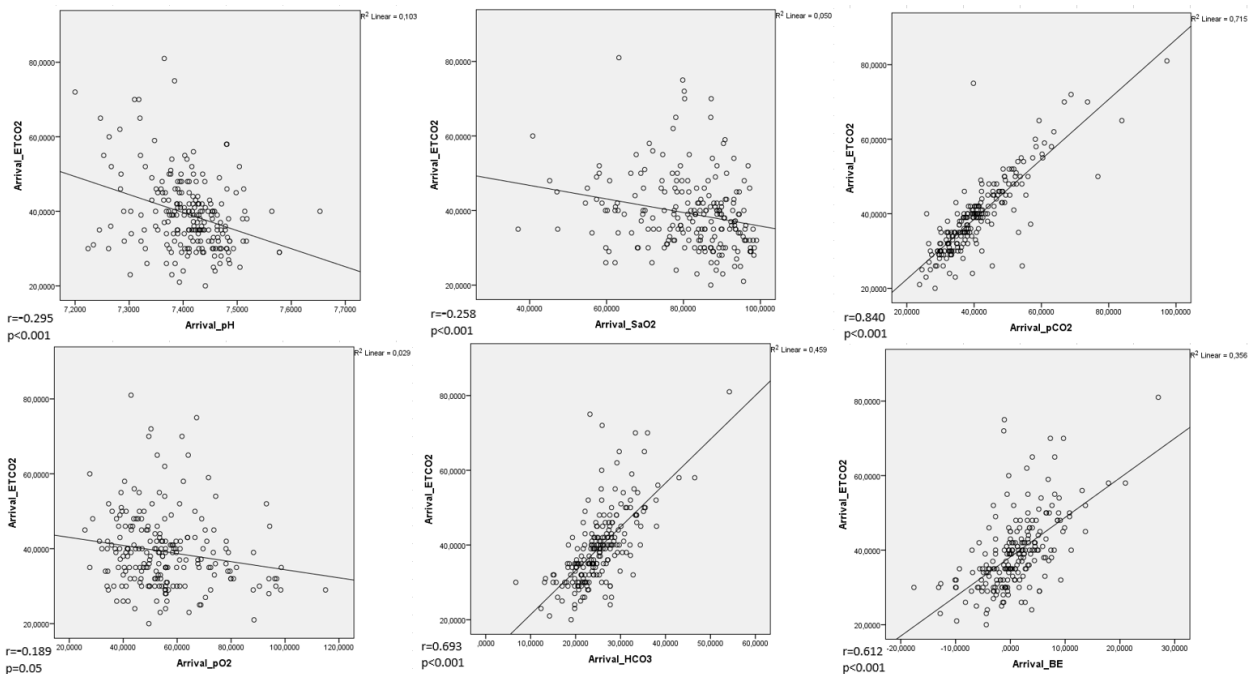 R² Linear = 0,103
Arrival_ETCO2
80,0000
60,0000
40,0000
20,0000
7,2000 7,3000 7,4000 7,5000 7,6000 7,7000
Arrival_pH
r=-0.295
p<0.001
R² Linear = 0,050
Arrival_ETCO2
80,0000
60,0000
40,0000
20,0000
40,0000 60,0000 80,0000 100,0000
Arrival_SaO2
r=-0.258
p<0.001
R² Linear = 0,715
Arrival_ETCO2
80,0000
60,0000
40,0000
20,0000
20,0000 40,0000 60,0000 80,0000 100,0000
Arrival_pCO2
r=0.840
p<0.001
R² Linear = 0,029
Arrival_ETCO2
80,0000
60,0000
40,0000
20,0000
20,0000 40,0000 60,0000 80,0000 100,0000 120,0000
Arrival_pO2
r=-0.189
p=0.05
R² Linear = 0,459
Arrival_ETCO2
80,0000
60,0000
40,0000
20,0000
,0000 10,0000 20,0000 30,0000 40,0000 50,0000 60,0000
Arrival_HCO3
r=0.693
p<0.001
R² Linear = 0,356
Arrival_ETCO2
80,0000
60,0000
40,0000
20,0000
-20,0000 -10,0000 ,0000 10,0000 20,0000 30,0000
Arrival_BE
r=0.612
p<0.001